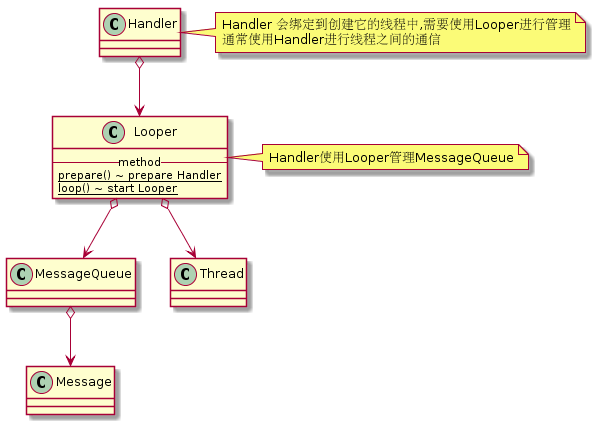 C Handler
Handler 会绑定到创建它的线程中,需要使用Looper进行管理
通常使用Handler进行线程之间的通信
C Looper
method
prepare() ~ prepare Handler
loop() ~ start Looper
Handler使用Looper管理MessageQueue
C MessageQueue
C Thread
C Message